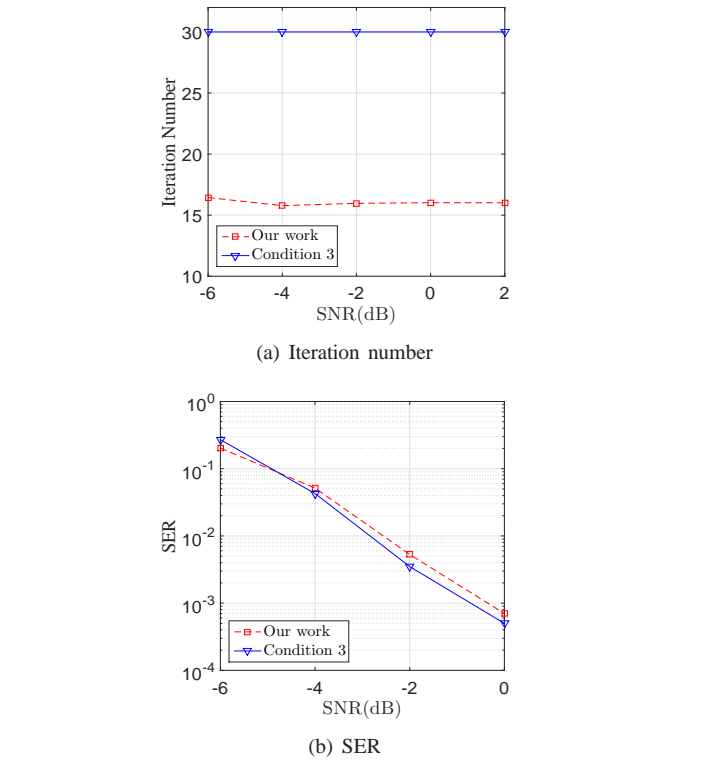 30
25
20
15
10
Iteration Number
Our work
Condition 3
-6 -4 -2 0 2
SNR(dB)
(a) Iteration number
10^0
10^-1
10^-2
10^-3
10^-4
SER
Our work
Condition 3
-6 -4 -2 0
SNR(dB)
(b) SER